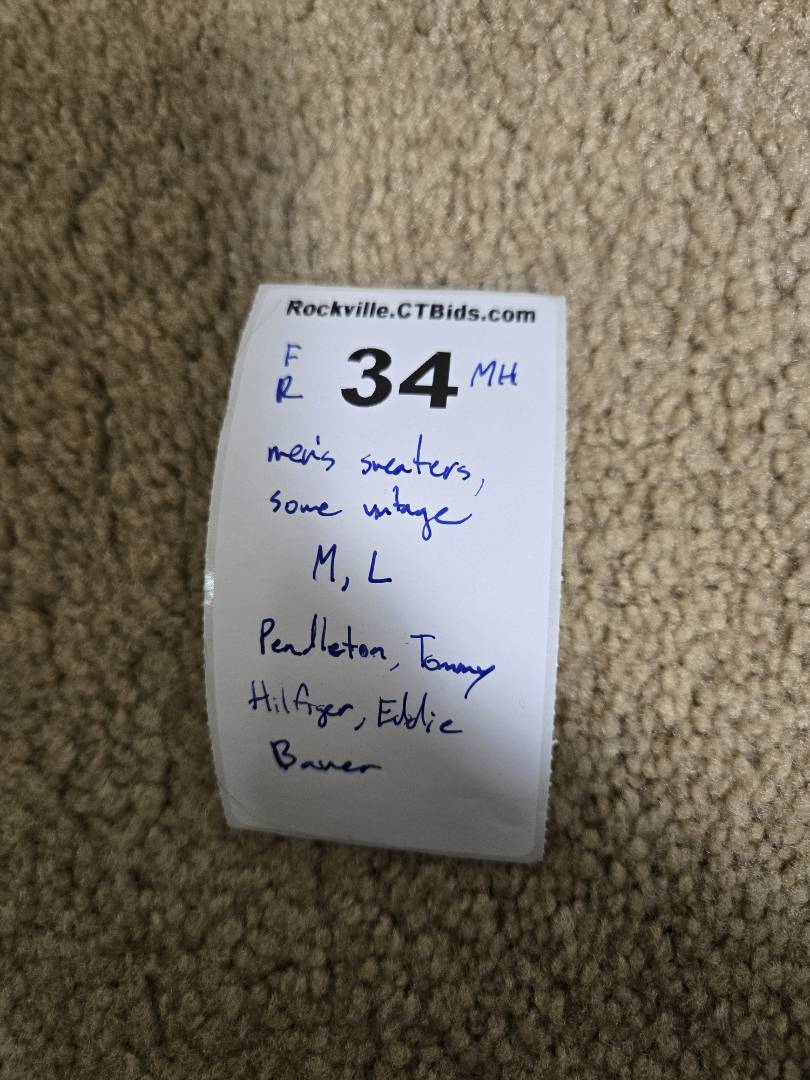 Rockville.CTBids.com
F
R 34 MH
men's sweaters,
some vintage
M, L
Pendleton, Tommy
Hilfiger, Eddie
Bauer